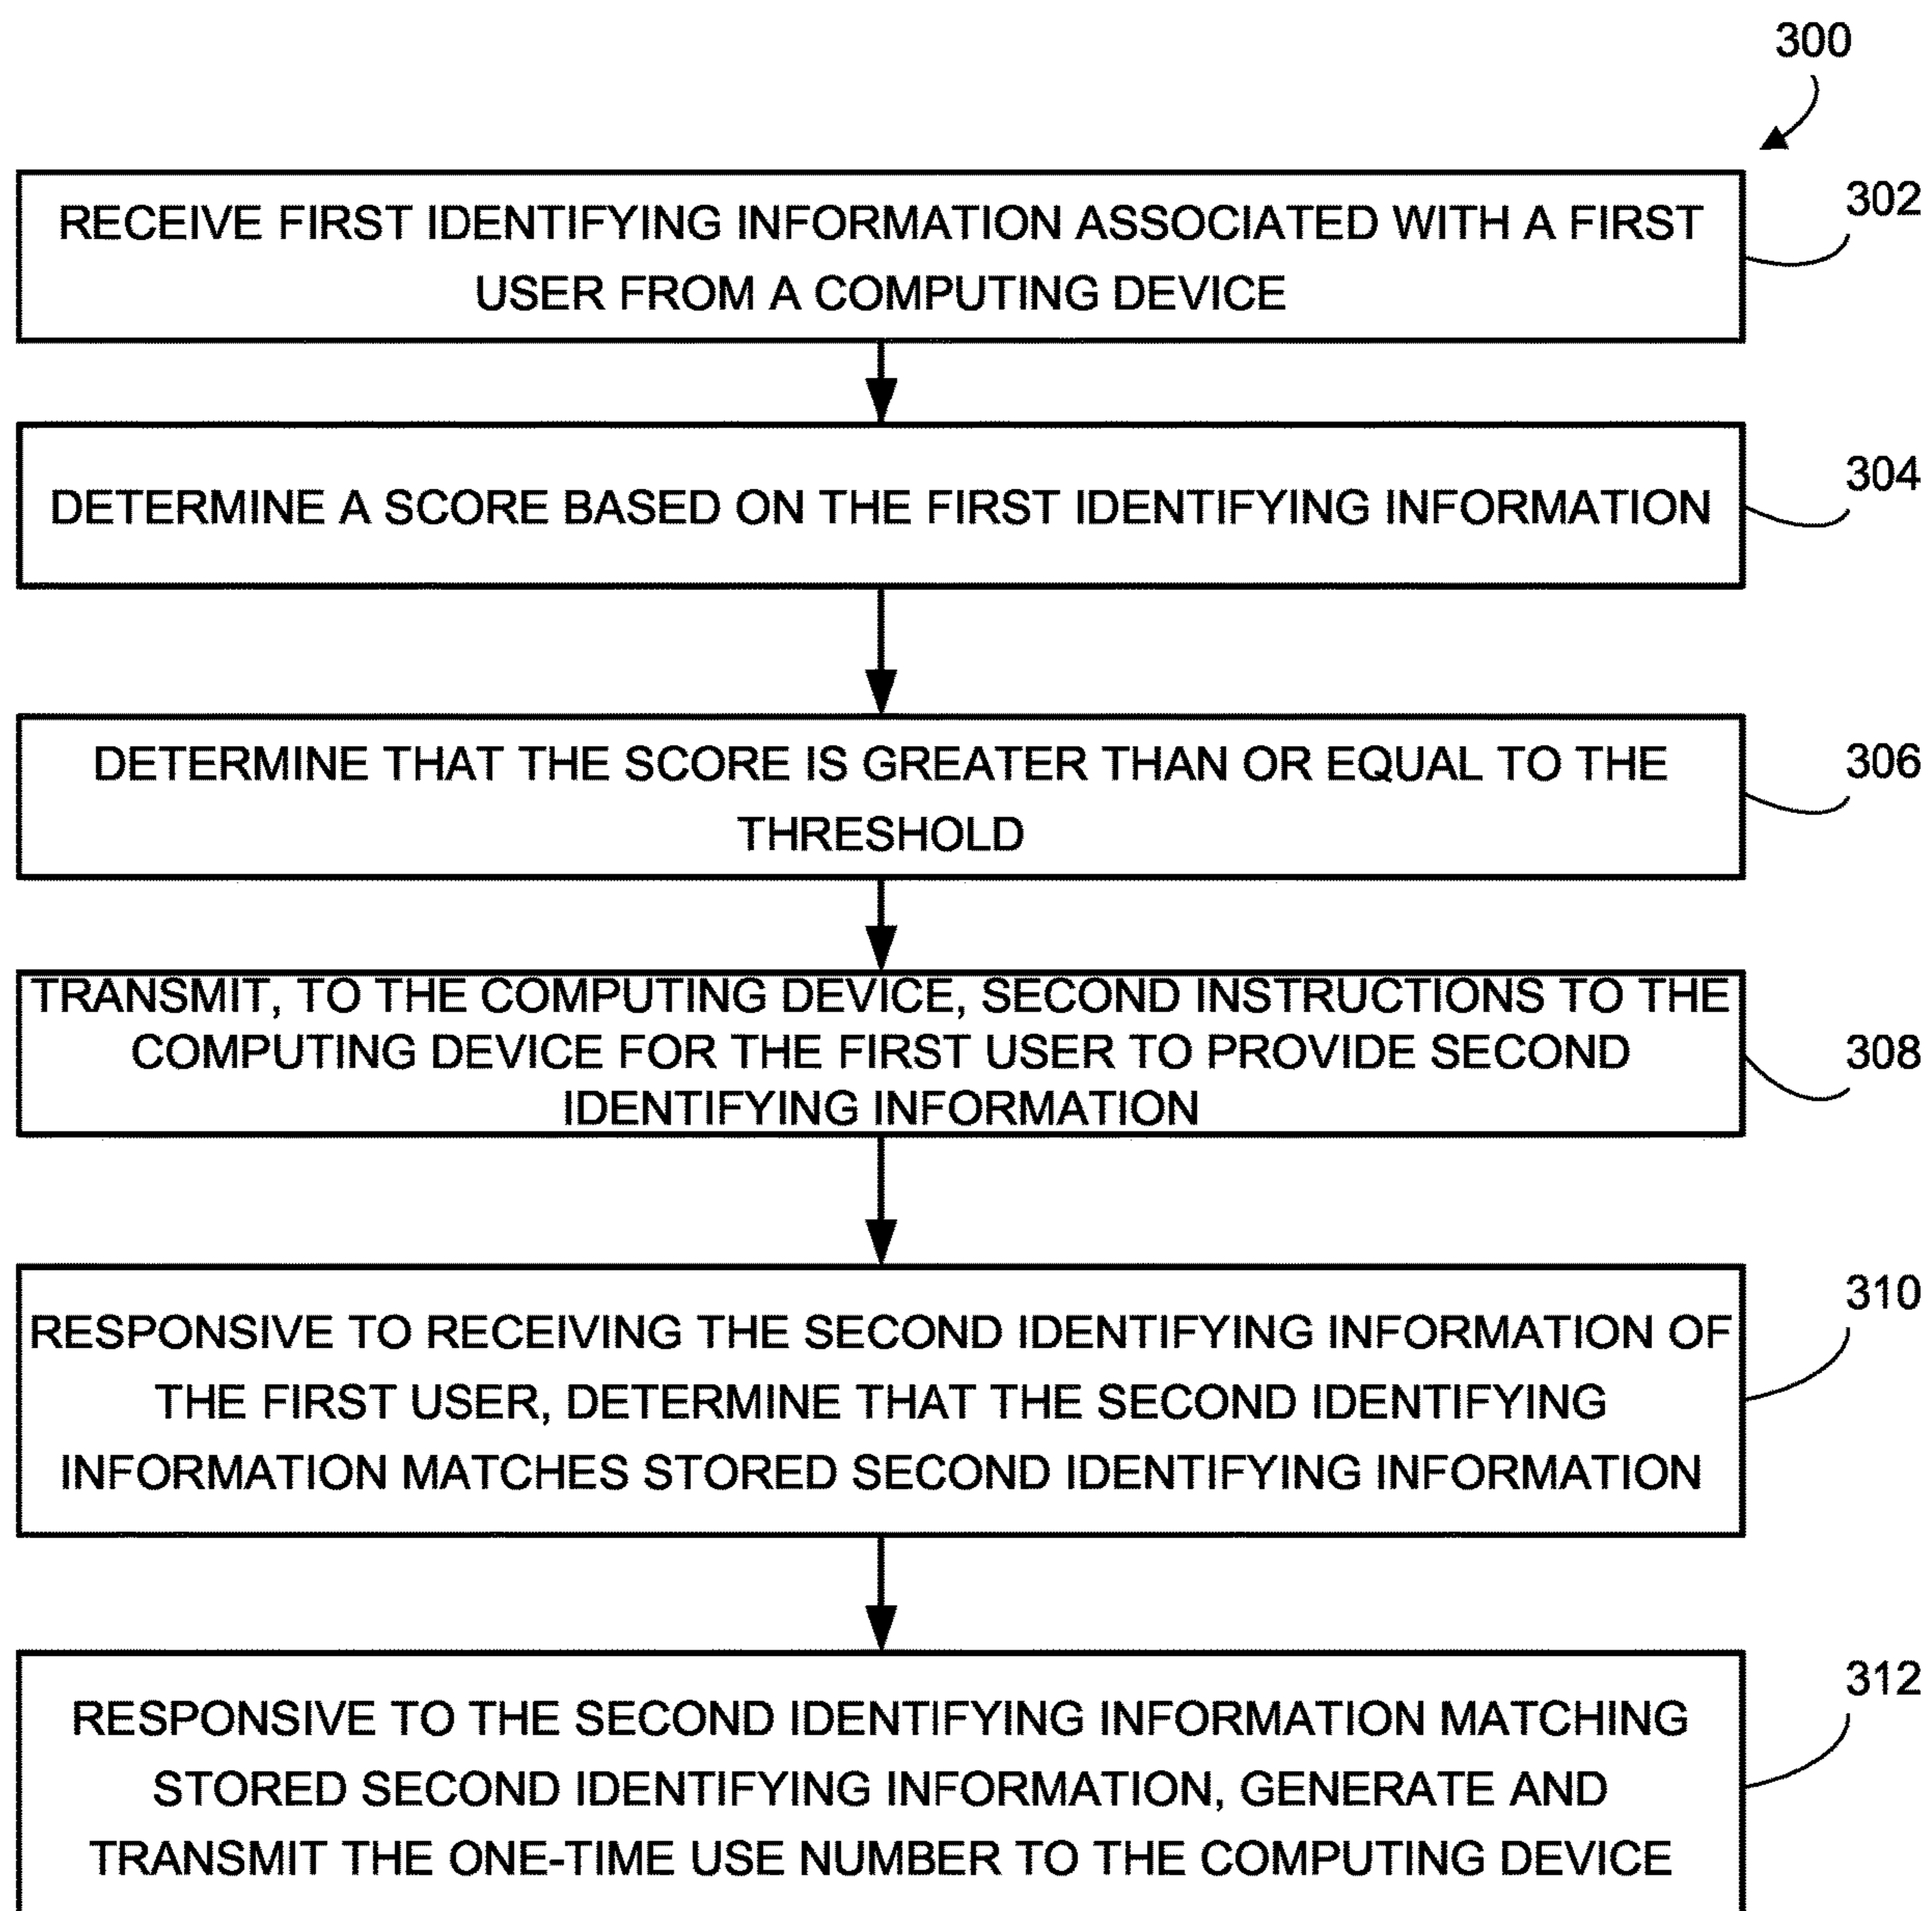 300
RECEIVE FIRST IDENTIFYING INFORMATION ASSOCIATED WITH A FIRST
USER FROM A COMPUTING DEVICE
302
DETERMINE A SCORE BASED ON THE FIRST IDENTIFYING INFORMATION
304
DETERMINE THAT THE SCORE IS GREATER THAN OR EQUAL TO THE
THRESHOLD
306
TRANSMIT, TO THE COMPUTING DEVICE, SECOND INSTRUCTIONS TO THE
COMPUTING DEVICE FOR THE FIRST USER TO PROVIDE SECOND
IDENTIFYING INFORMATION
308
RESPONSIVE TO RECEIVING THE SECOND IDENTIFYING INFORMATION OF
THE FIRST USER, DETERMINE THAT THE SECOND IDENTIFYING
INFORMATION MATCHES STORED SECOND IDENTIFYING INFORMATION
310
RESPONSIVE TO THE SECOND IDENTIFYING INFORMATION MATCHING
STORED SECOND IDENTIFYING INFORMATION, GENERATE AND
TRANSMIT THE ONE-TIME USE NUMBER TO THE COMPUTING DEVICE
312